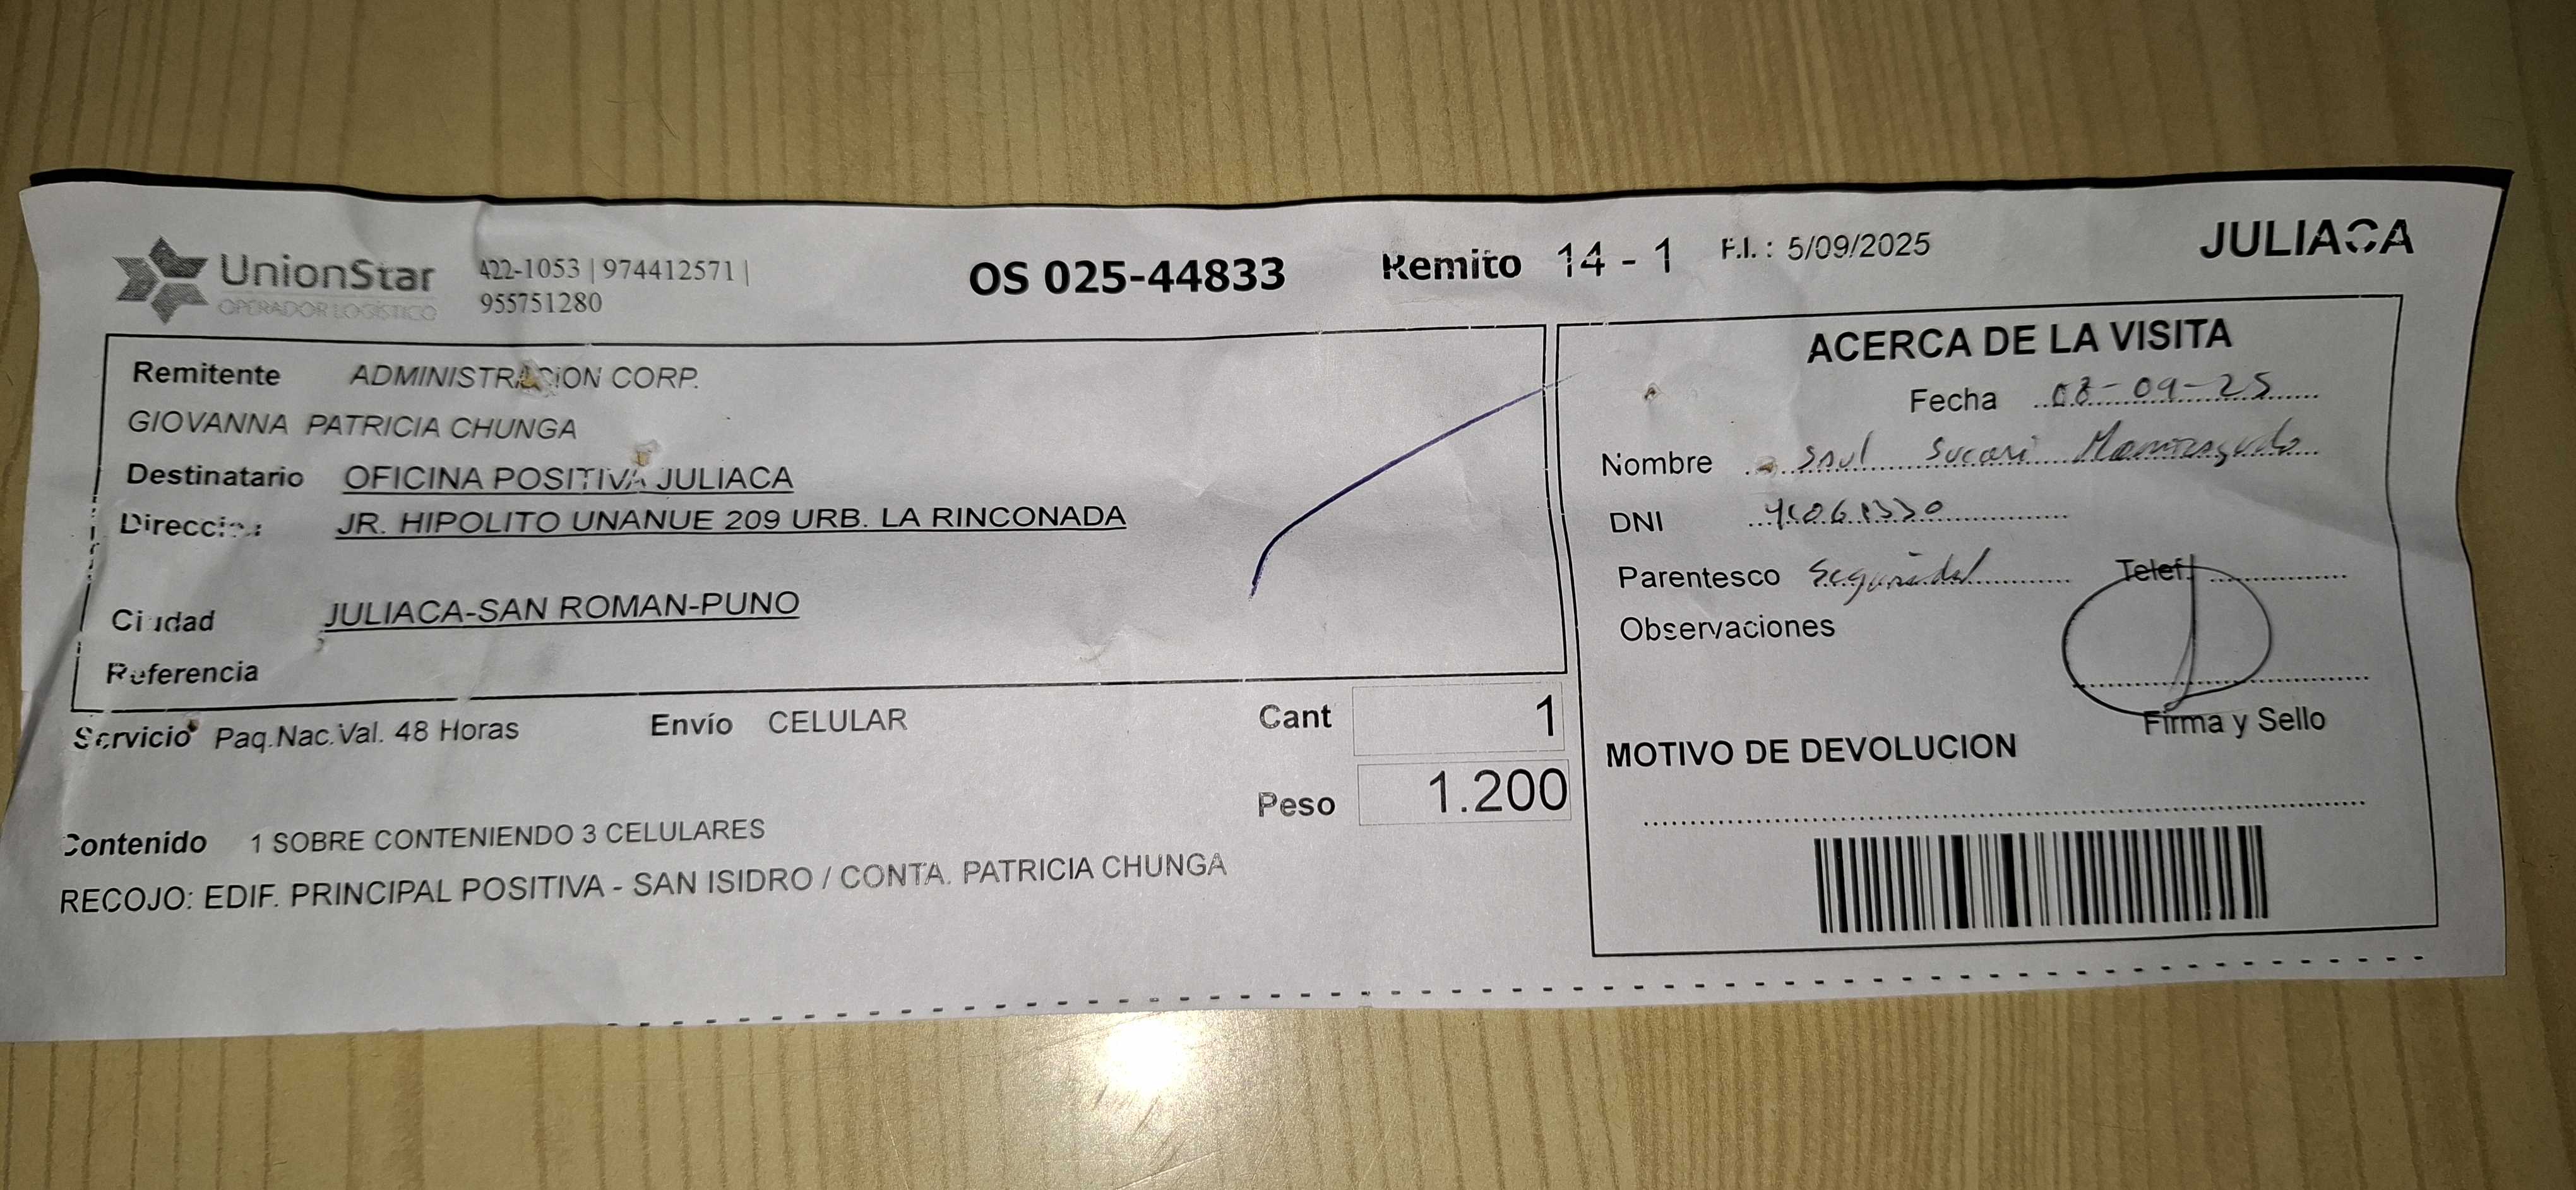 UnionStar
OPERADOR LOGÍSTICO
422-1053 | 974412571 |
955751280
OS 025-44833
Remito 14 - 1
F.I. : 5/09/2025
JULIACA
Remitente ADMINISTRACION CORP.
GIOVANNA PATRICIA CHUNGA
Destinatario OFICINA POSITIVA JULIACA
Dirección JR. HIPOLITO UNANUE 209 URB. LA RINCONADA
Ciudad JULIACA-SAN ROMAN-PUNO
Referencia
Servicio Paq.Nac.Val. 48 Horas Envío CELULAR
Cant 1
Peso 1.200
Contenido 1 SOBRE CONTENIENDO 3 CELULARES
RECOJO: EDIF. PRINCIPAL POSITIVA - SAN ISIDRO / CONTA. PATRICIA CHUNGA
ACERCA DE LA VISITA
Fecha 08-09-25
Nombre Saul Sucari
DNI
Parentesco Seguridad Telef.
Observaciones
Firma y Sello
MOTIVO DE DEVOLUCION